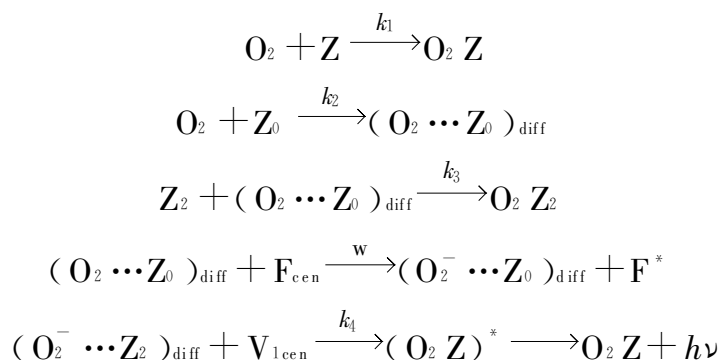 O₂ + Z —k₁→ O₂ Z
O₂ + Z₀ —k₂→ ( O₂ ··· Z₀ )diff
Z₂ + ( O₂ ··· Z₀ )diff —k₃→ O₂ Z₂
( O₂ ··· Z₀ )diff + Fcen —w→ ( O₂⁻ ··· Z₀ )diff + F*
( O₂⁻ ··· Z₂ )diff + V₁cen —k₄→ ( O₂ Z )* → O₂ Z + hν